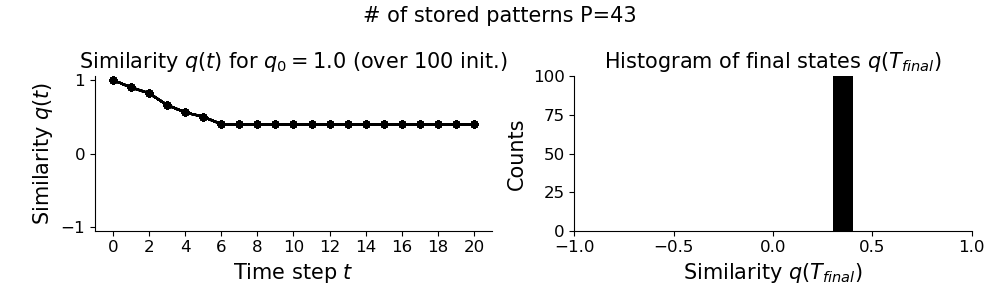 # of stored patterns P=43
Similarity q(t) for q₀ = 1.0 (over 100 init.)
1
0
−1
Similarity q(t)
0 2 4 6 8 10 12 14 16 18 20
Time step t
Histogram of final states q(T_final)
100
75
50
25
0
Counts
−1.0 −0.5 0.0 0.5 1.0
Similarity q(T_final)